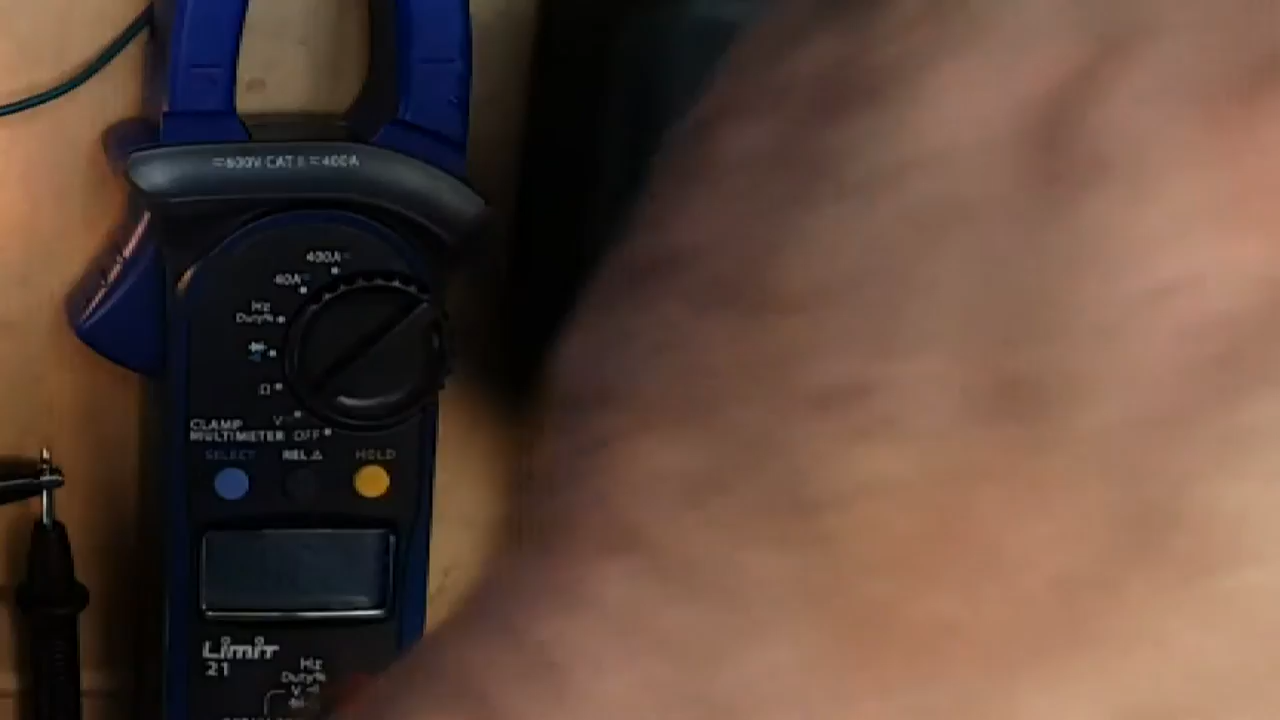 600V CAT II 400A
400A
40A
Hz
Duty%
Ω
V
OFF
CLAMP
MULTIMETER
SELECT REL △ HOLD
Limit
21
Hz
Duty%
V